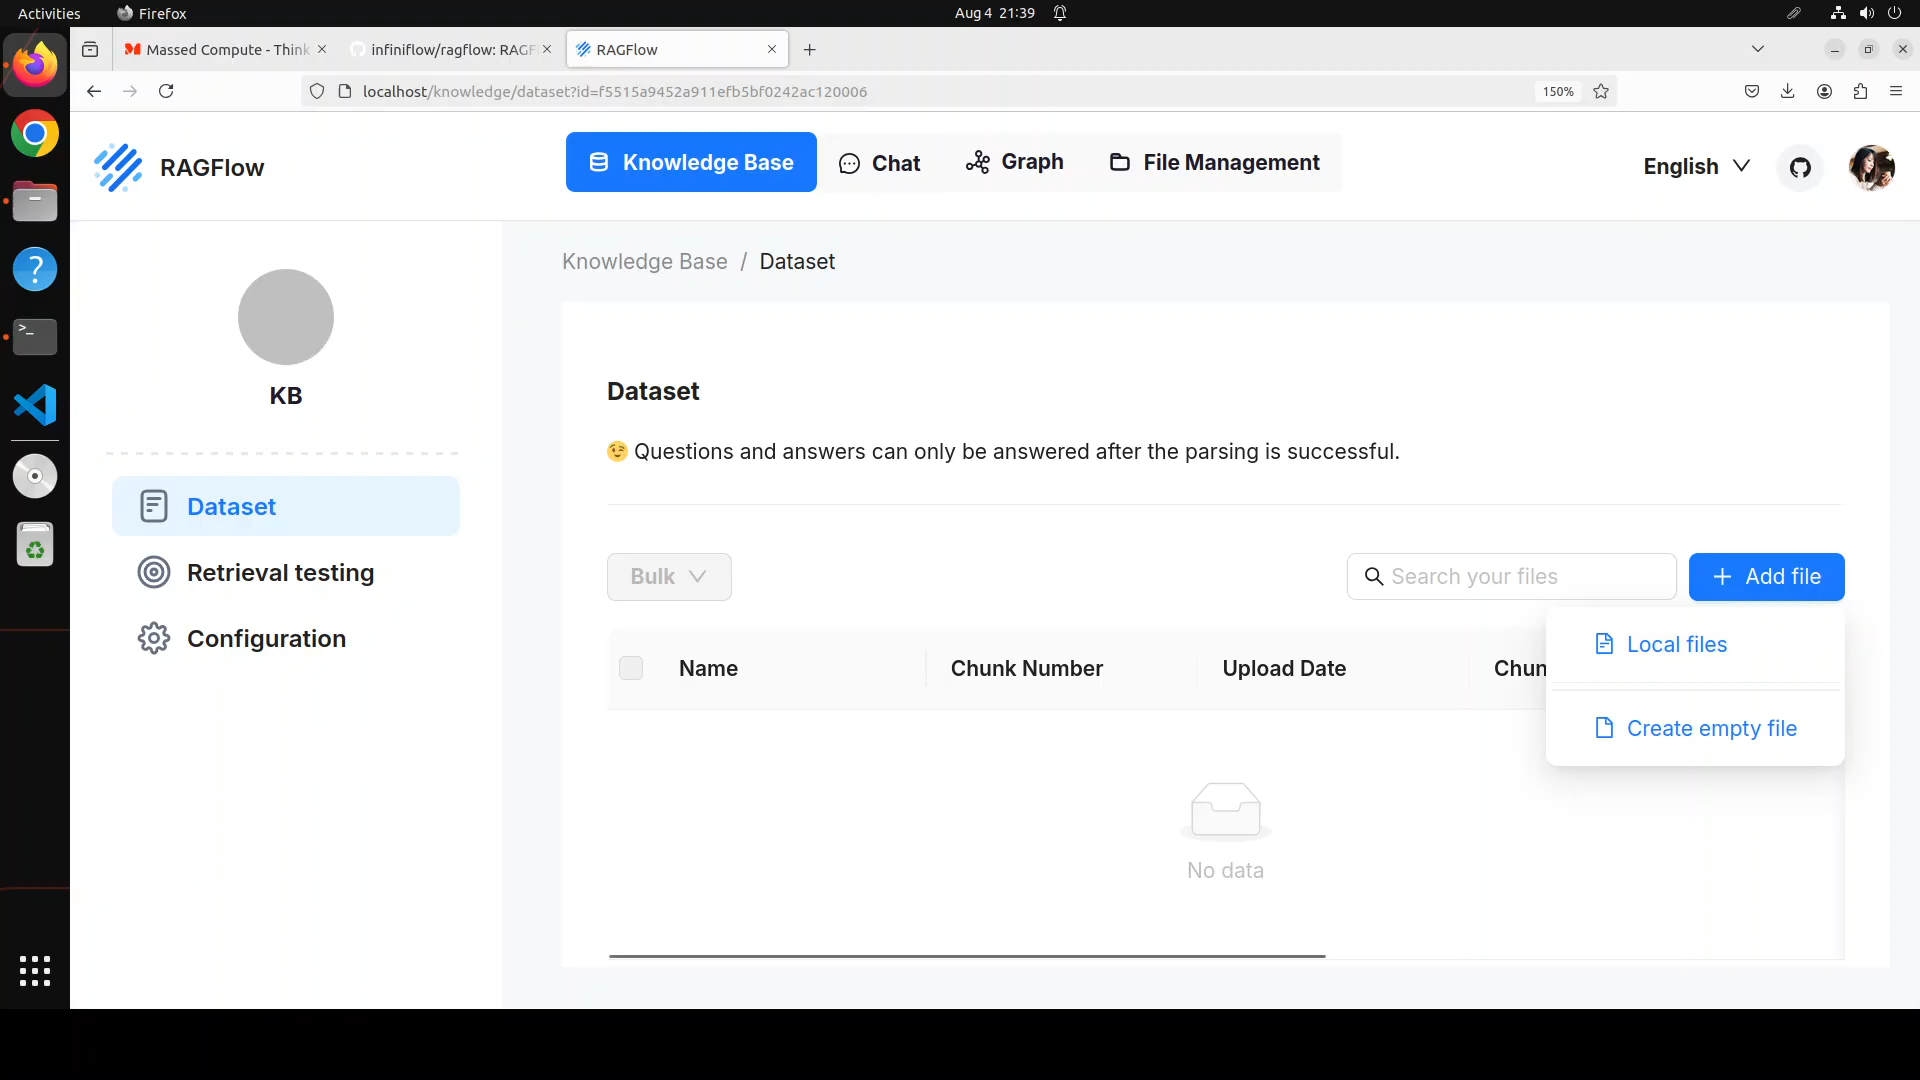 Activities
Firefox
Aug 4 21:39
Massed Compute - Think
infiniflow/ragflow: RAGF
RAGFlow
localhost/knowledge/dataset?id=f5515a9452a911efb5bf0242ac120006
150%
RAGFlow
Knowledge Base
Chat
Graph
File Management
English
KB
Dataset
Retrieval testing
Configuration
Knowledge Base / Dataset
Dataset
😉 Questions and answers can only be answered after the parsing is successful.
Bulk
Search your files
+ Add file
Local files
Create empty file
Name
Chunk Number
Upload Date
Chun
No data